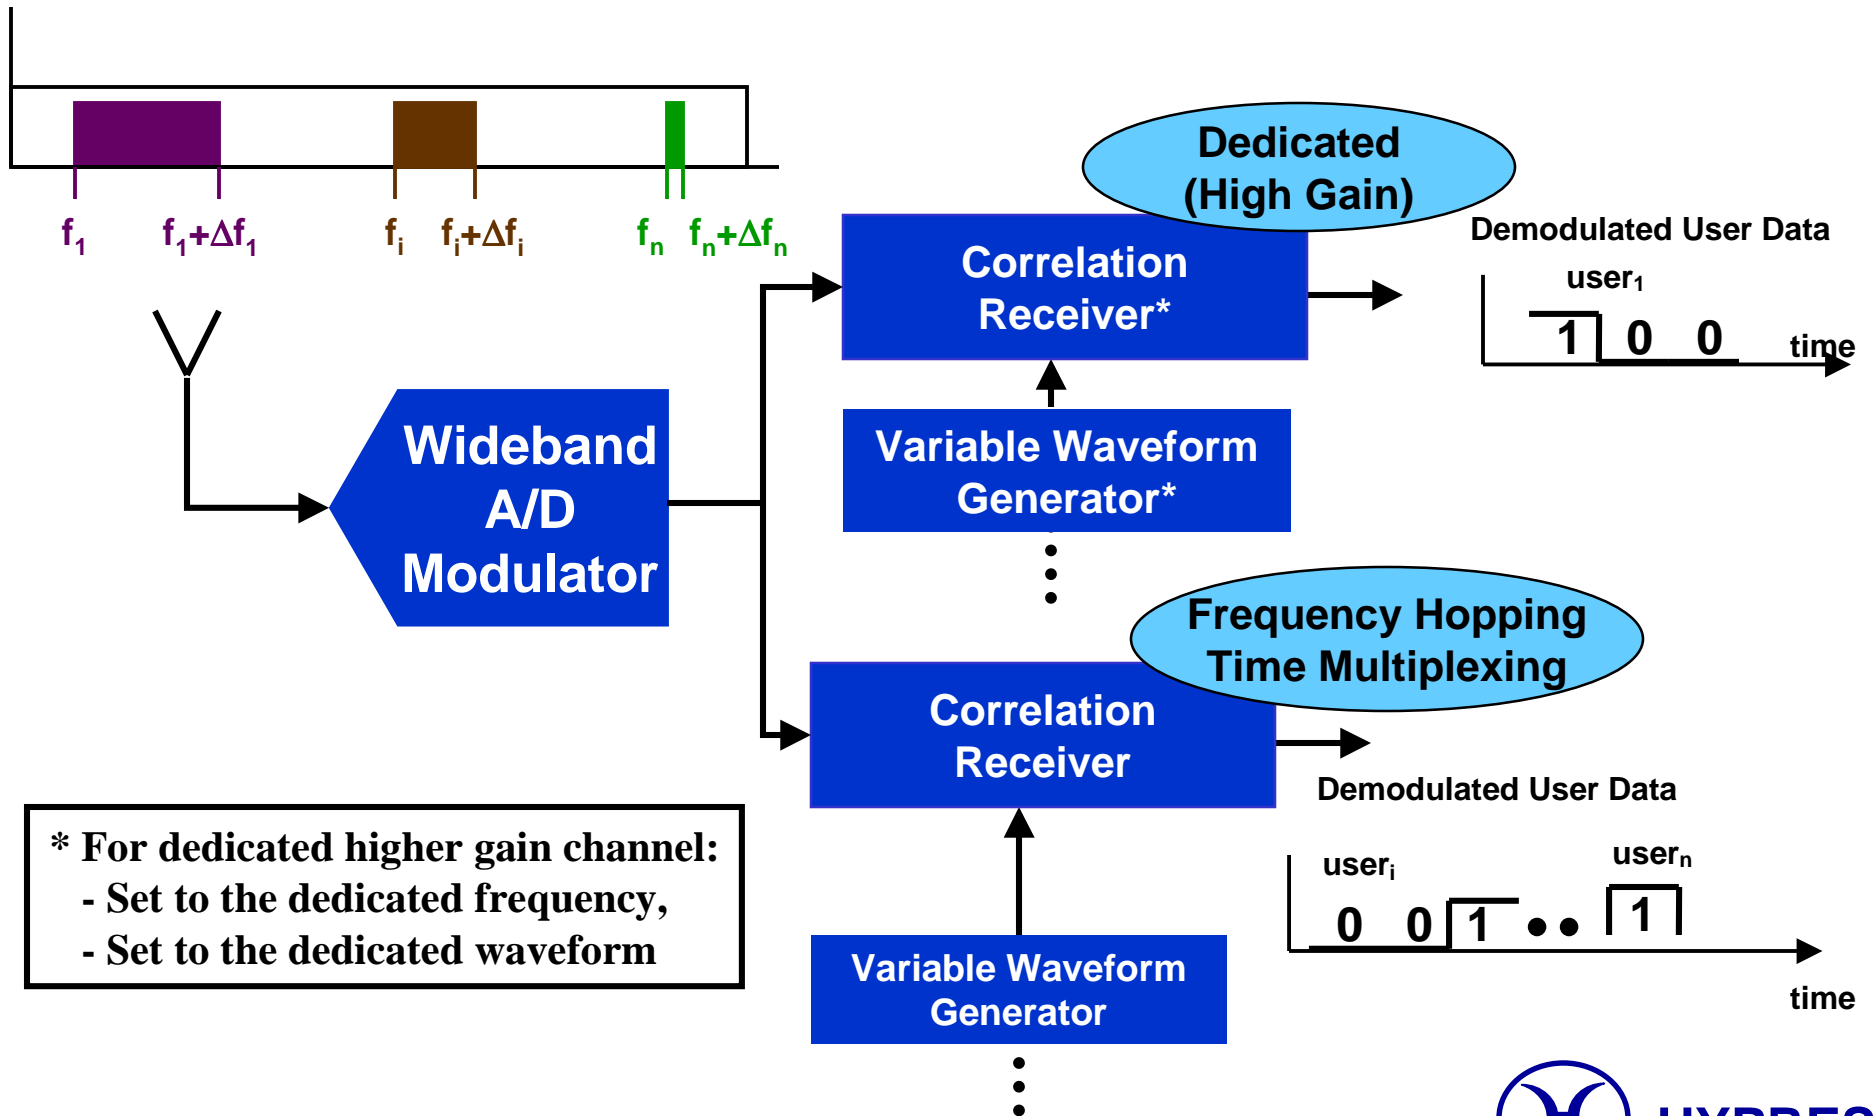 f1 f1+Δf1 fi fi+Δfi fn fn+Δfn
Dedicated
(High Gain)
Correlation
Receiver*
Demodulated User Data
user1
1 0 0
time
Wideband
A/D
Modulator
Variable Waveform
Generator*
Frequency Hopping
Time Multiplexing
Correlation
Receiver
Demodulated User Data
useri usern
0 0 1 •• 1
time
* For dedicated higher gain channel:
- Set to the dedicated frequency,
- Set to the dedicated waveform
Variable Waveform
Generator